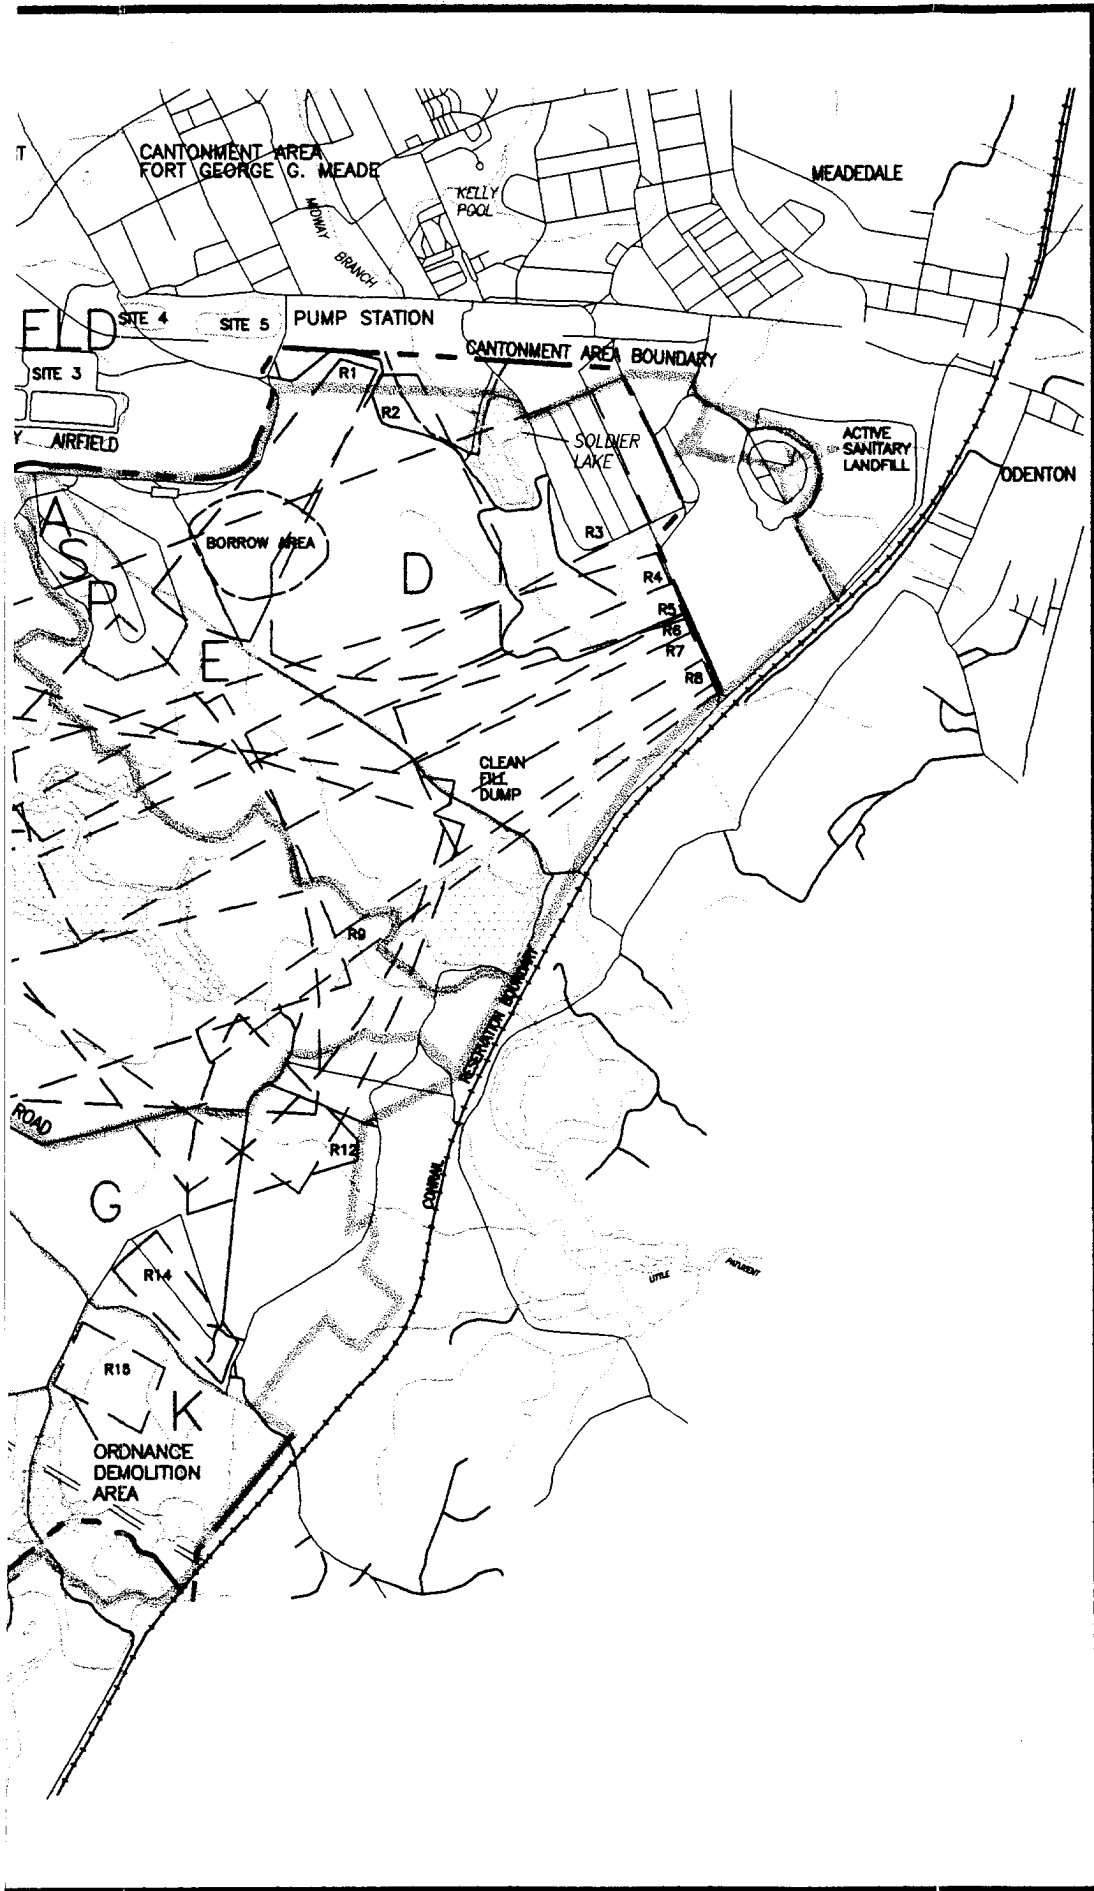 T
CANTONMENT AREA
FORT GEORGE G. MEADE
MEADEDALE
KELLY
POOL
MIDWAY
BRANCH
ELD
SITE 4
SITE 5
PUMP STATION
CANTONMENT AREA BOUNDARY
SITE 3
R1
R2
Y AIRFIELD
SOLDIER
LAKE
ACTIVE
SANITARY
LANDFILL
ODENTON
A
S
P
BORROW AREA
D
R3
R4
R5
R6
R7
R8
E
CLEAN
FILL
DUMP
R9
RESERVATION BOUNDARY
ROAD
R12
CONRAIL
G
R14
LITTLE
PATUXENT
R15
K
ORDNANCE
DEMOLITION
AREA